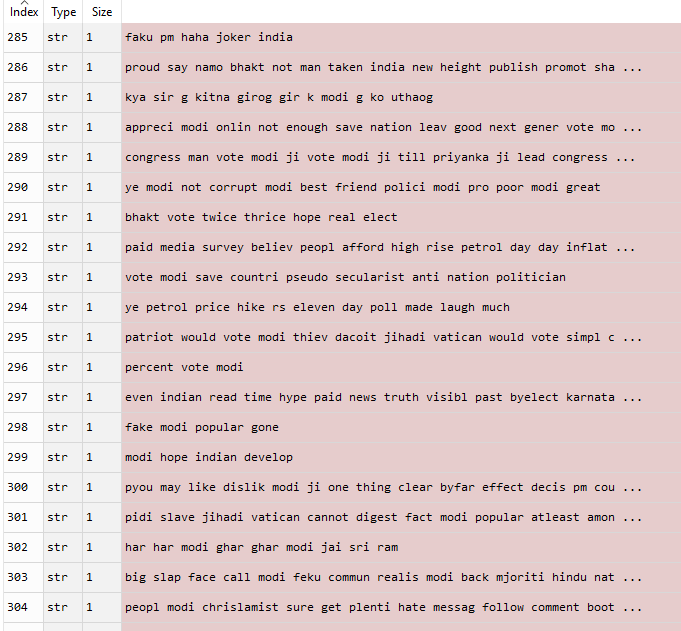 Index Type Size
285 str 1 faku pm haha joker india
286 str 1 proud say namo bhakt not man taken india new height publish promot sha ...
287 str 1 kya sir g kitna girog gir k modi g ko uthaog
288 str 1 appreci modi onlin not enough save nation leav good next gener vote mo ...
289 str 1 congress man vote modi ji vote modi ji till priyanka ji lead congress ...
290 str 1 ye modi not corrupt modi best friend polici modi pro poor modi great
291 str 1 bhakt vote twice thrice hope real elect
292 str 1 paid media survey believ peopl afford high rise petrol day day inflat ...
293 str 1 vote modi save countri pseudo secularist anti nation politician
294 str 1 ye petrol price hike rs eleven day poll made laugh much
295 str 1 patriot would vote modi thiev dacoit jihadi vatican would vote simpl c ...
296 str 1 percent vote modi
297 str 1 even indian read time hype paid news truth visibl past byelect karnata ...
298 str 1 fake modi popular gone
299 str 1 modi hope indian develop
300 str 1 pyou may like dislik modi ji one thing clear byfar effect decis pm cou ...
301 str 1 pidi slave jihadi vatican cannot digest fact modi popular atleast amon ...
302 str 1 har har modi ghar ghar modi jai sri ram
303 str 1 big slap face call modi feku commun realis modi back mjoriti hindu nat ...
304 str 1 peopl modi chrislamist sure get plenti hate messag follow comment boot ...